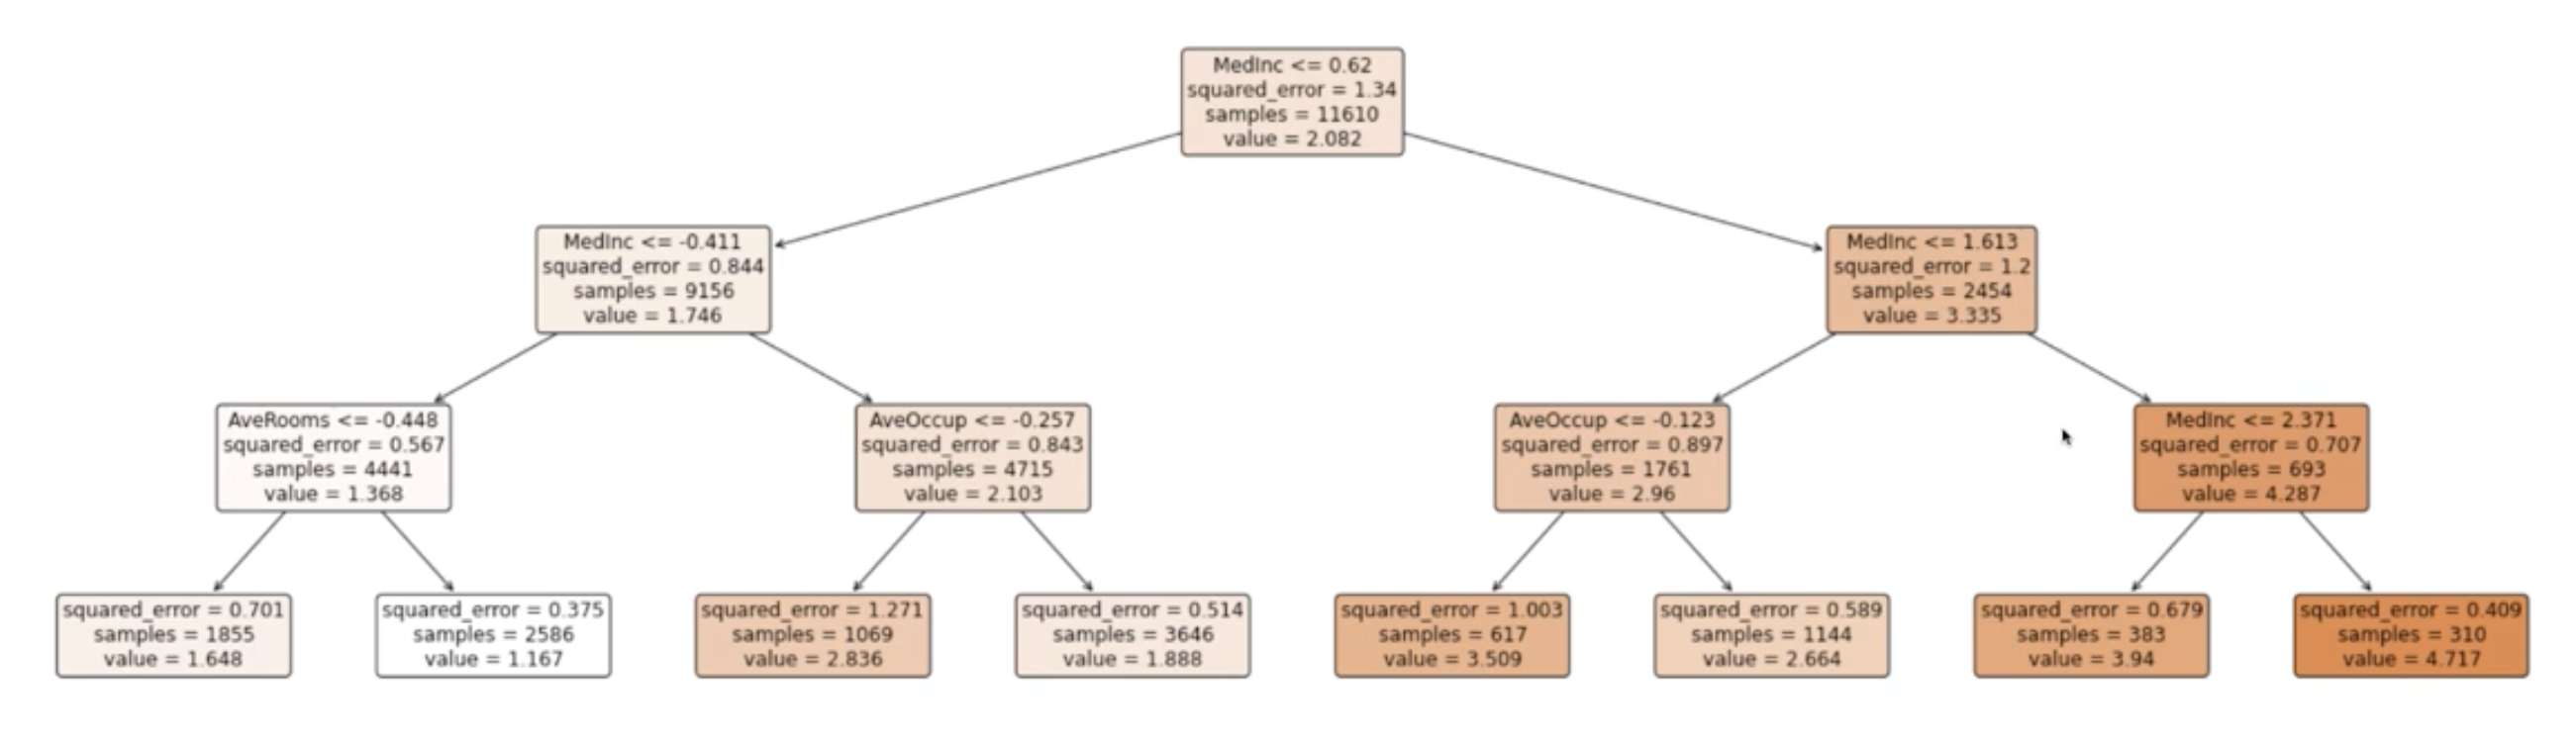 MedInc <= 0.62
squared_error = 1.34
samples = 11610
value = 2.082
MedInc <= -0.411
squared_error = 0.844
samples = 9156
value = 1.746
MedInc <= 1.613
squared_error = 1.2
samples = 2454
value = 3.335
AveRooms <= -0.448
squared_error = 0.567
samples = 4441
value = 1.368
AveOccup <= -0.257
squared_error = 0.843
samples = 4715
value = 2.103
AveOccup <= -0.123
squared_error = 0.897
samples = 1761
value = 2.96
MedInc <= 2.371
squared_error = 0.707
samples = 693
value = 4.287
squared_error = 0.701
samples = 1855
value = 1.648
squared_error = 0.375
samples = 2586
value = 1.167
squared_error = 1.271
samples = 1069
value = 2.836
squared_error = 0.514
samples = 3646
value = 1.888
squared_error = 1.003
samples = 617
value = 3.509
squared_error = 0.589
samples = 1144
value = 2.664
squared_error = 0.679
samples = 383
value = 3.94
squared_error = 0.409
samples = 310
value = 4.717